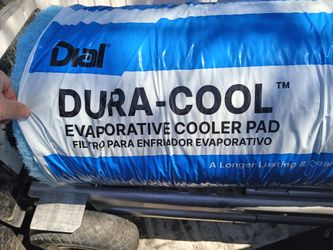 Dial
DURA-COOL™
EVAPORATIVE COOLER PAD
FILTRO PARA ENFRIADOR EVAPORATIVO
A Longer Lasting &